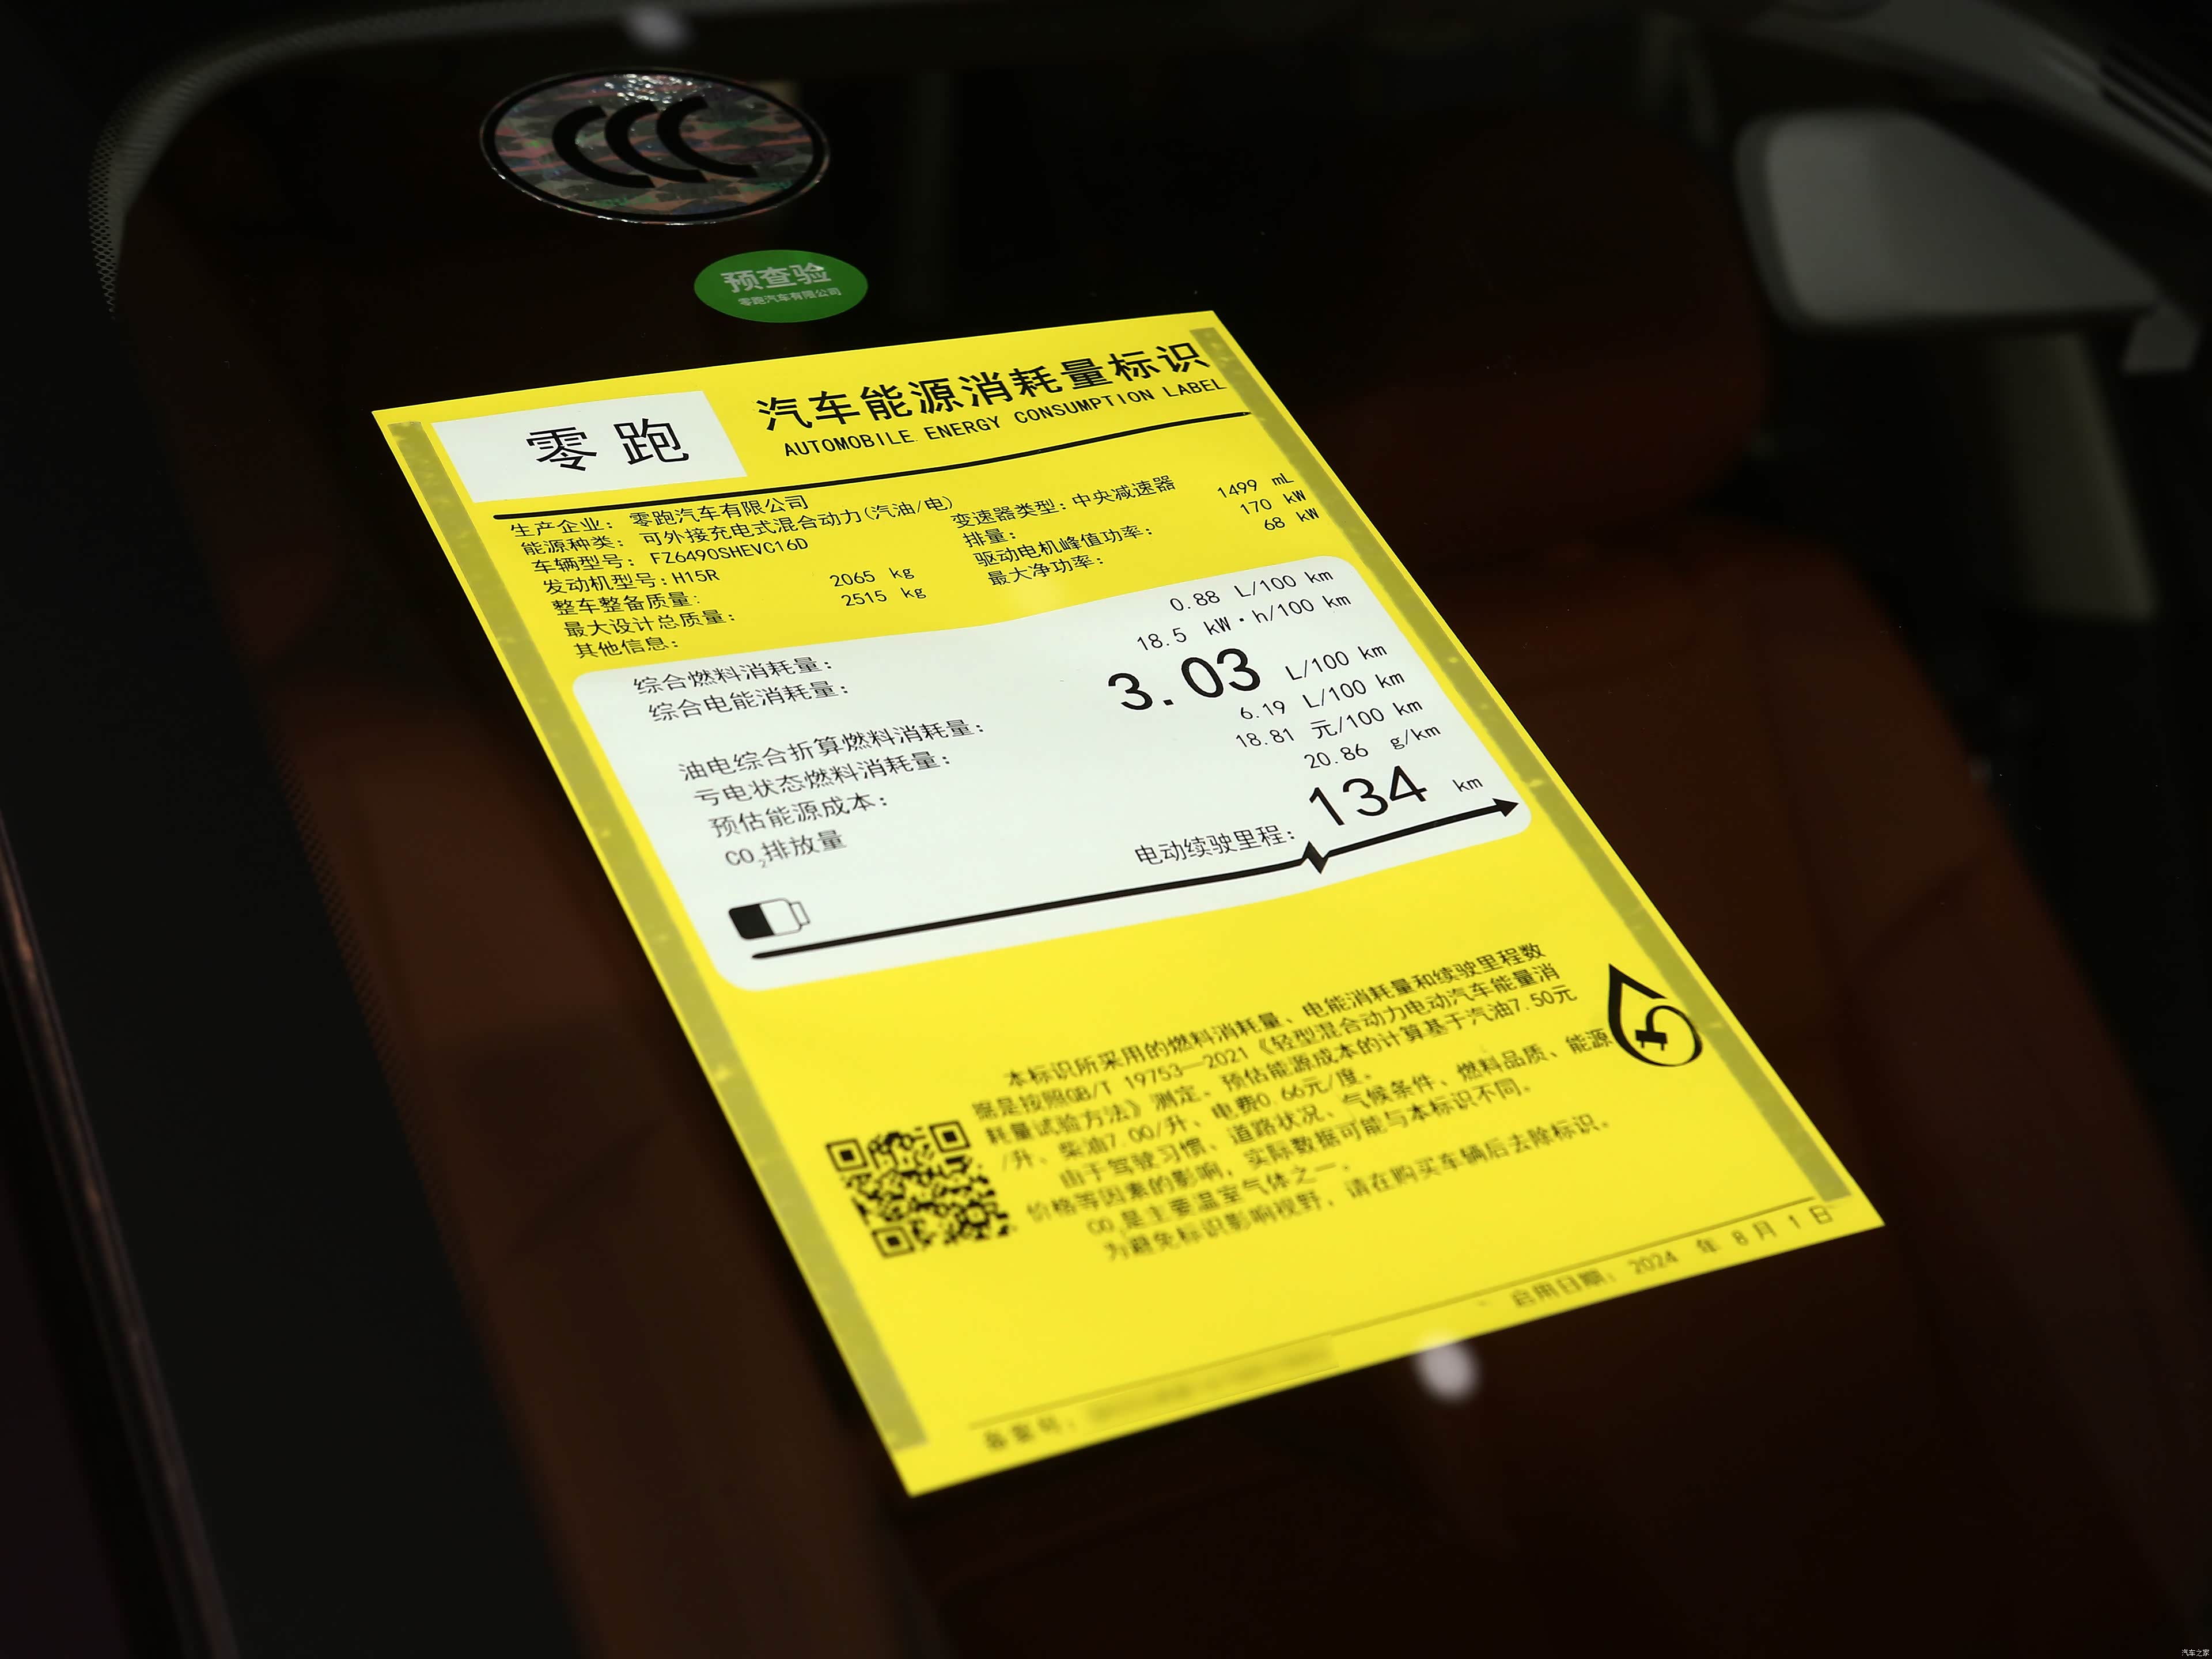 CCC
预查验
零跑汽车有限公司
零跑
汽车能源消耗量标识
AUTOMOBILE ENERGY CONSUMPTION LABEL
生产企业: 零跑汽车有限公司
能源种类: 可外接充电式混合动力(汽油/电)
车辆型号: FZ6490SHEVC16D
发动机型号:H15R
整车整备质量: 2065 kg
最大设计总质量: 2515 kg
其他信息:
变速器类型:中央减速器
排量: 1499 mL
驱动电机峰值功率: 170 kW
最大净功率: 68 kW
综合燃料消耗量: 0.88 L/100 km
综合电能消耗量: 18.5 kW·h/100 km
油电综合折算燃料消耗量: 3.03 L/100 km
亏电状态燃料消耗量: 6.19 L/100 km
预估能源成本: 18.81 元/100 km
CO₂排放量 20.86 g/km
电动续驶里程: 134 km
本标识所采用的燃料消耗量、电能消耗量和续驶里程数
据是按照GB/T 19753—2021《轻型混合动力电动汽车能量消
耗量试验方法》测定。预估能源成本的计算基于汽油7.50元
/升、柴油7.00/升、电费0.66元/度。
由于驾驶习惯、道路状况、气候条件、燃料品质、能源
价格等因素的影响,实际数据可能与本标识不同。
CO₂是主要温室气体之一。
为避免标识影响视野,请在购买车辆后去除标识。
启用日期: 2024 年 8 月 1 日
备案号:
汽车之家